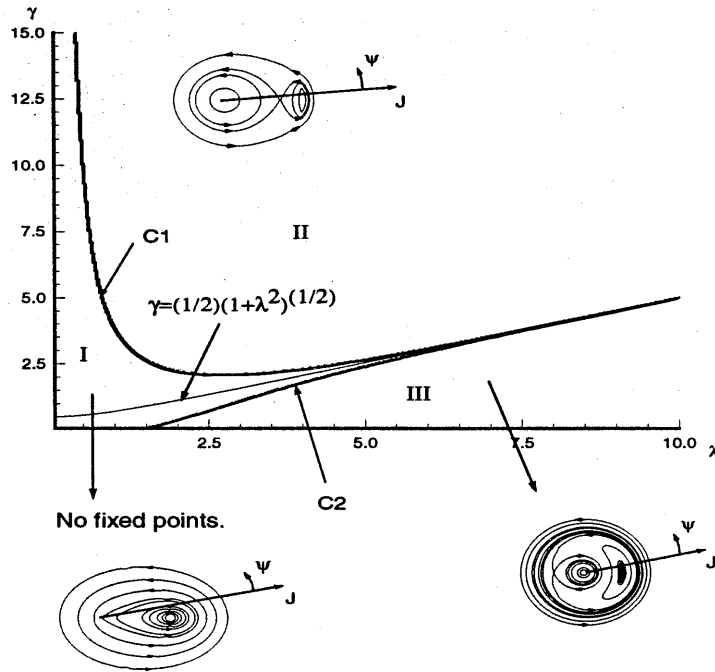 γ
15.0
12.5
10.0
7.5
5.0
2.5
Ψ
J
C1
II
γ=(1/2)(1+λ^2)^(1/2)
I
III
2.5
5.0
7.5
10.0
λ
C2
No fixed points.
Ψ
J
Ψ
J